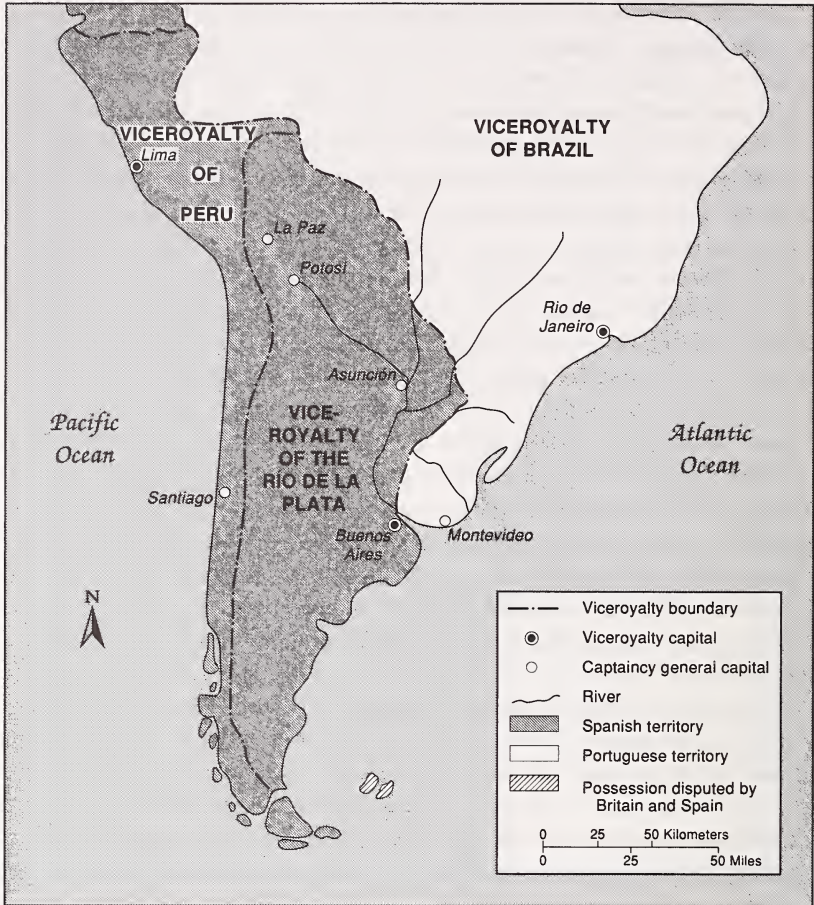 VICEROYALTY
OF
PERU
Lima
VICEROYALTY
OF BRAZIL
La Paz
Potosí
Rio de
Janeiro
Asunción
Pacific
Ocean
VICE-
ROYALTY
OF THE
RÍO DE LA
PLATA
Atlantic
Ocean
Santiago
Buenos
Aires
Montevideo
N
Viceroyalty boundary
Viceroyalty capital
Captaincy general capital
River
Spanish territory
Portuguese territory
Possession disputed by
Britain and Spain
0 25 50 Kilometers
0 25 50 Miles